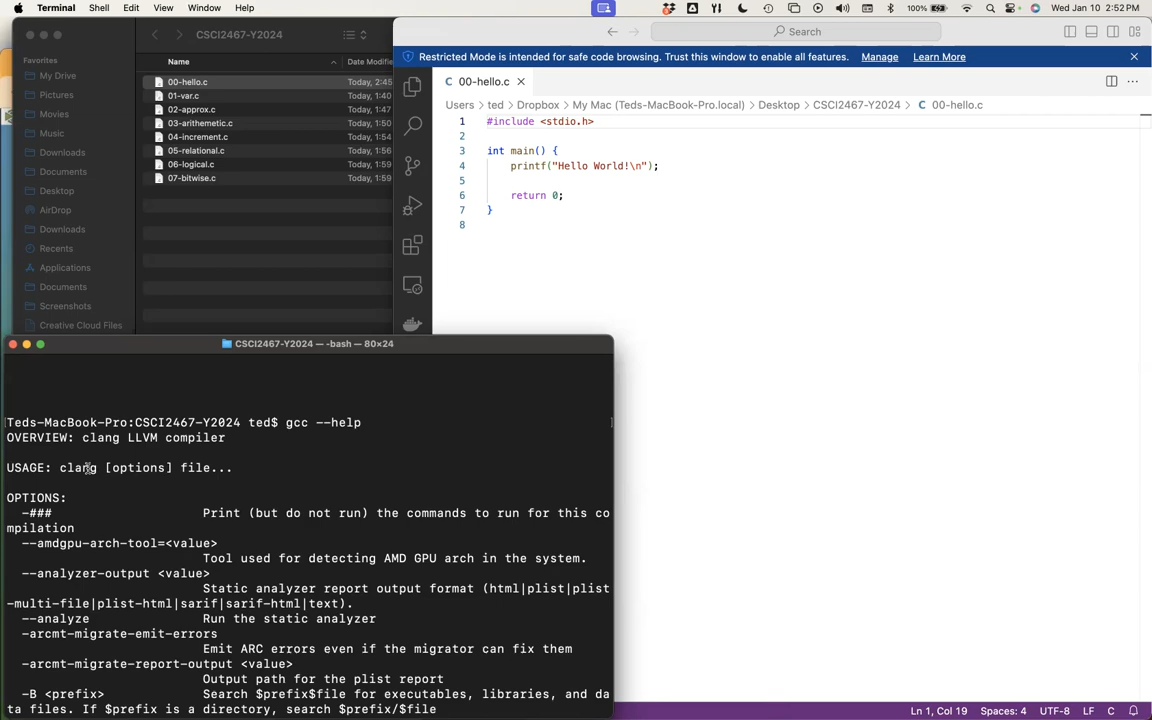 Terminal Shell Edit View Window Help 100% Wed Jan 10 2:52 PM
CSCI2467-Y2024
Favorites
My Drive
Pictures
Movies
Music
Downloads
Documents
Desktop
AirDrop
Downloads
Recents
Applications
Documents
Screenshots
Creative Cloud Files
Name Date Modifie
00-hello.c Today, 2:45
01-var.c Today, 1:40
02-approx.c Today, 1:47
03-arithemetic.c Today, 1:50
04-increment.c Today, 1:54
05-relational.c Today, 1:56
06-logical.c Today, 1:59
07-bitwise.c Today, 1:59
Search
Restricted Mode is intended for safe code browsing. Trust this window to enable all features. Manage Learn More
C 00-hello.c
Users > ted > Dropbox > My Mac (Teds-MacBook-Pro.local) > Desktop > CSCI2467-Y2024 > C 00-hello.c
1 #include <stdio.h>
2
3 int main() {
4 printf("Hello World!\n");
5
6 return 0;
7 }
8
CSCI2467-Y2024 — -bash — 80×24
Teds-MacBook-Pro:CSCI2467-Y2024 ted$ gcc --help
OVERVIEW: clang LLVM compiler
USAGE: clang [options] file...
OPTIONS:
-### Print (but do not run) the commands to run for this co
mpilation
--amdgpu-arch-tool=<value>
Tool used for detecting AMD GPU arch in the system.
--analyzer-output <value>
Static analyzer report output format (html|plist|plist
-multi-file|plist-html|sarif|sarif-html|text).
--analyze Run the static analyzer
-arcmt-migrate-emit-errors
Emit ARC errors even if the migrator can fix them
-arcmt-migrate-report-output <value>
Output path for the plist report
-B <prefix> Search $prefix$file for executables, libraries, and da
ta files. If $prefix is a directory, search $prefix/$file
Ln 1, Col 19 Spaces: 4 UTF-8 LF C